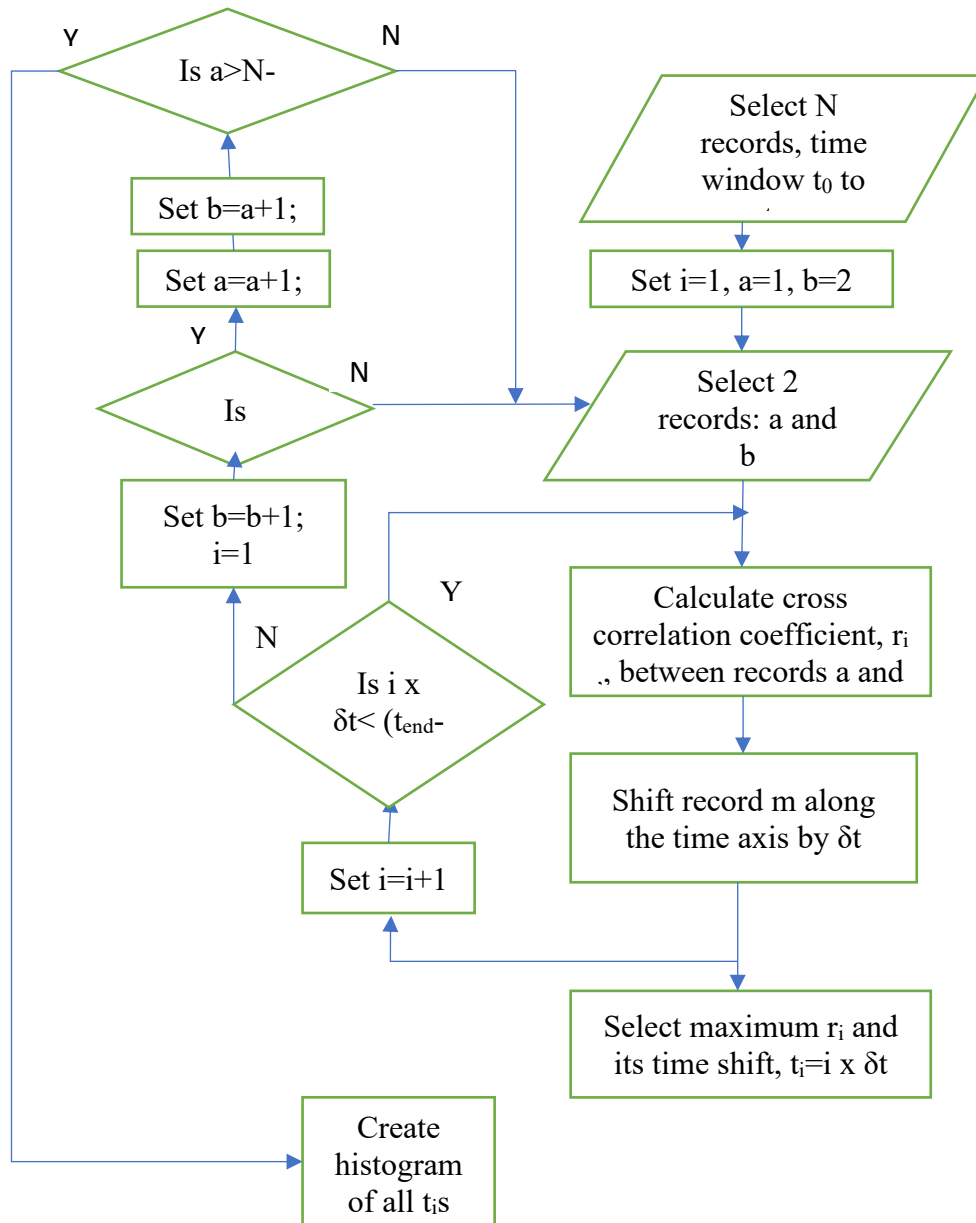 Y
N
Is a>N-
Select N
records, time
window t₀ to
Set b=a+1;
Set a=a+1;
Set i=1, a=1, b=2
Y
N
Is
Select 2
records: a and
b
Set b=b+1;
i=1
Y
N
Calculate cross
correlation coefficient, rᵢ
, between records a and
Is i x
δt< (tₑₙd-
Shift record m along
the time axis by δt
Set i=i+1
Select maximum rᵢ and
its time shift, tᵢ=i x δt
Create
histogram
of all tᵢs